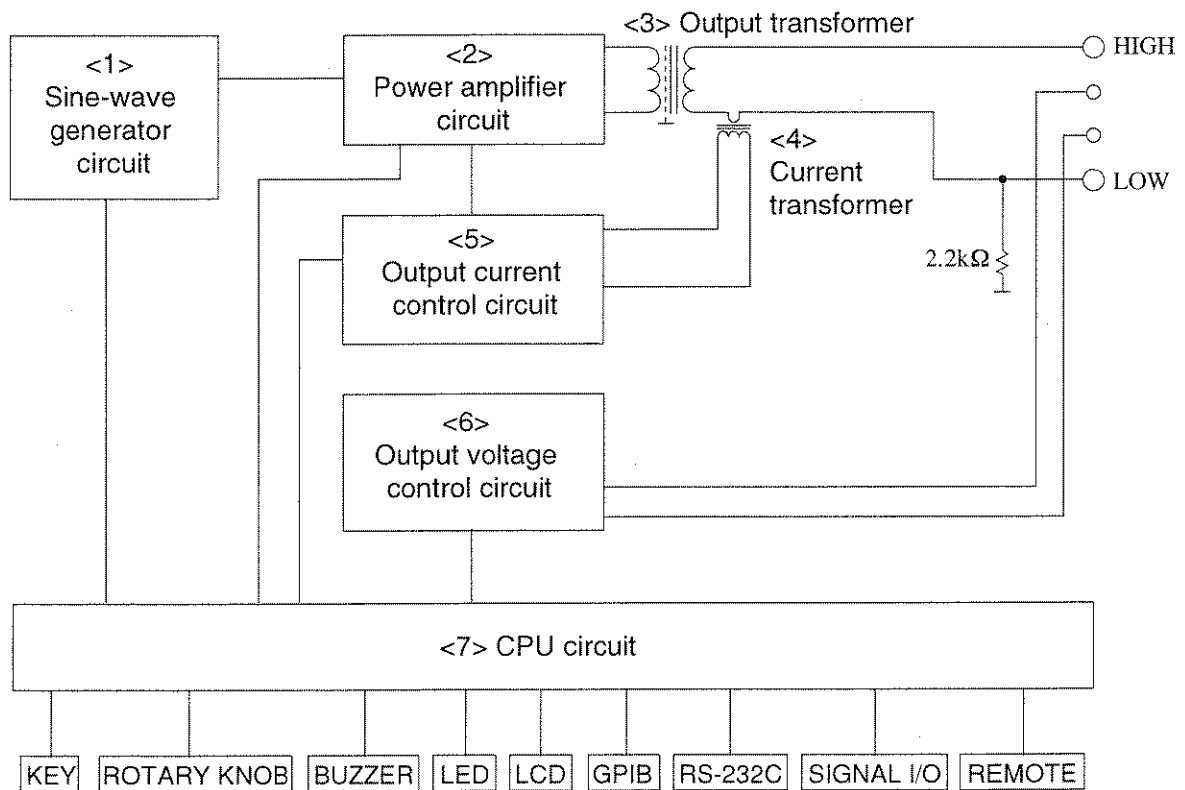 <3> Output transformer
HIGH
<1>
Sine-wave
generator
circuit
<2>
Power amplifier
circuit
<4>
Current
transformer
LOW
<5>
Output current
control circuit
2.2kΩ
<6>
Output voltage
control circuit
<7> CPU circuit
KEY
ROTARY KNOB
BUZZER
LED
LCD
GPIB
RS-232C
SIGNAL I/O
REMOTE